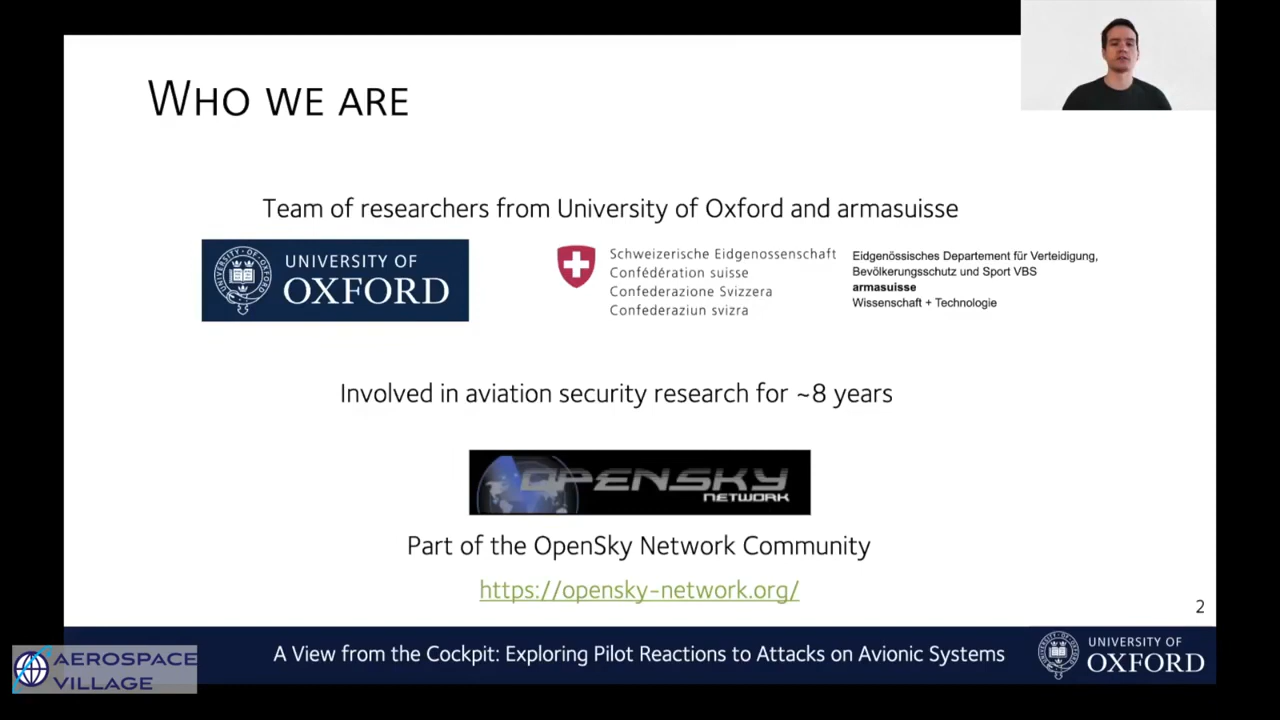 WHO WE ARE
Team of researchers from University of Oxford and armasuisse
UNIVERSITY OF
OXFORD
Schweizerische Eidgenossenschaft
Confédération suisse
Confederazione Svizzera
Confederaziun svizra
Eidgenössisches Departement für Verteidigung,
Bevölkerungsschutz und Sport VBS
armasuisse
Wissenschaft + Technologie
Involved in aviation security research for ~8 years
OPENSKY
NETWORK
Part of the OpenSky Network Community
https://opensky-network.org/
2
AEROSPACE
VILLAGE
A View from the Cockpit: Exploring Pilot Reactions to Attacks on Avionic Systems
UNIVERSITY OF
OXFORD